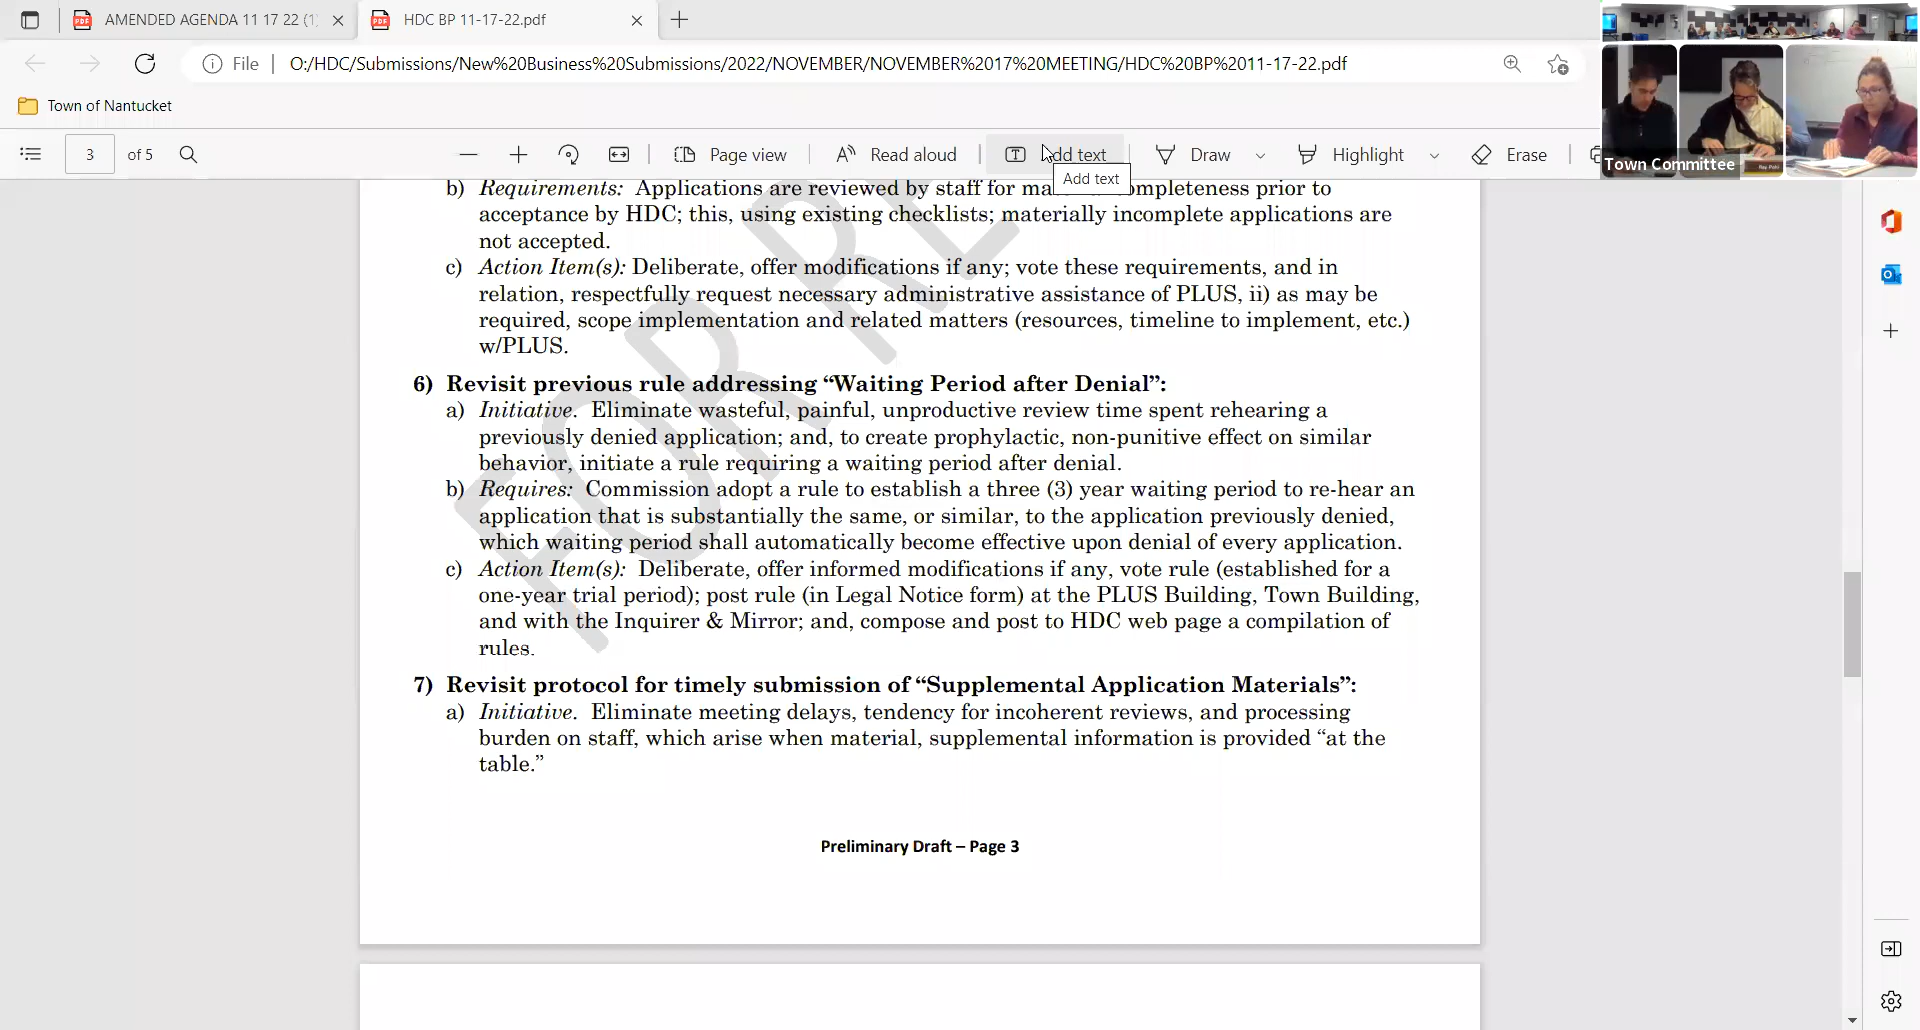 AMENDED AGENDA 11 17 22 (1)
HDC BP 11-17-22.pdf
File
O:/HDC/Submissions/New%20Business%20Submissions/2022/NOVEMBER/NOVEMBER%2017%20MEETING/HDC%20BP%2011-17-22.pdf
Town of Nantucket
3 of 5
Page view
Read aloud
Add text
Draw
Highlight
Erase
Add text
Town Committee
b) Requirements: Applications are reviewed by staff for completeness prior to
acceptance by HDC; this, using existing checklists; materially incomplete applications are
not accepted.
c) Action Item(s): Deliberate, offer modifications if any; vote these requirements, and in
relation, respectfully request necessary administrative assistance of PLUS, ii) as may be
required, scope implementation and related matters (resources, timeline to implement, etc.)
w/PLUS.
6) Revisit previous rule addressing “Waiting Period after Denial”:
a) Initiative. Eliminate wasteful, painful, unproductive review time spent rehearing a
previously denied application; and, to create prophylactic, non-punitive effect on similar
behavior, initiate a rule requiring a waiting period after denial.
b) Requires: Commission adopt a rule to establish a three (3) year waiting period to re-hear an
application that is substantially the same, or similar, to the application previously denied,
which waiting period shall automatically become effective upon denial of every application.
c) Action Item(s): Deliberate, offer informed modifications if any, vote rule (established for a
one-year trial period); post rule (in Legal Notice form) at the PLUS Building, Town Building,
and with the Inquirer & Mirror; and, compose and post to HDC web page a compilation of
rules.
7) Revisit protocol for timely submission of “Supplemental Application Materials”:
a) Initiative. Eliminate meeting delays, tendency for incoherent reviews, and processing
burden on staff, which arise when material, supplemental information is provided “at the
table.”
Preliminary Draft – Page 3
FOR RE